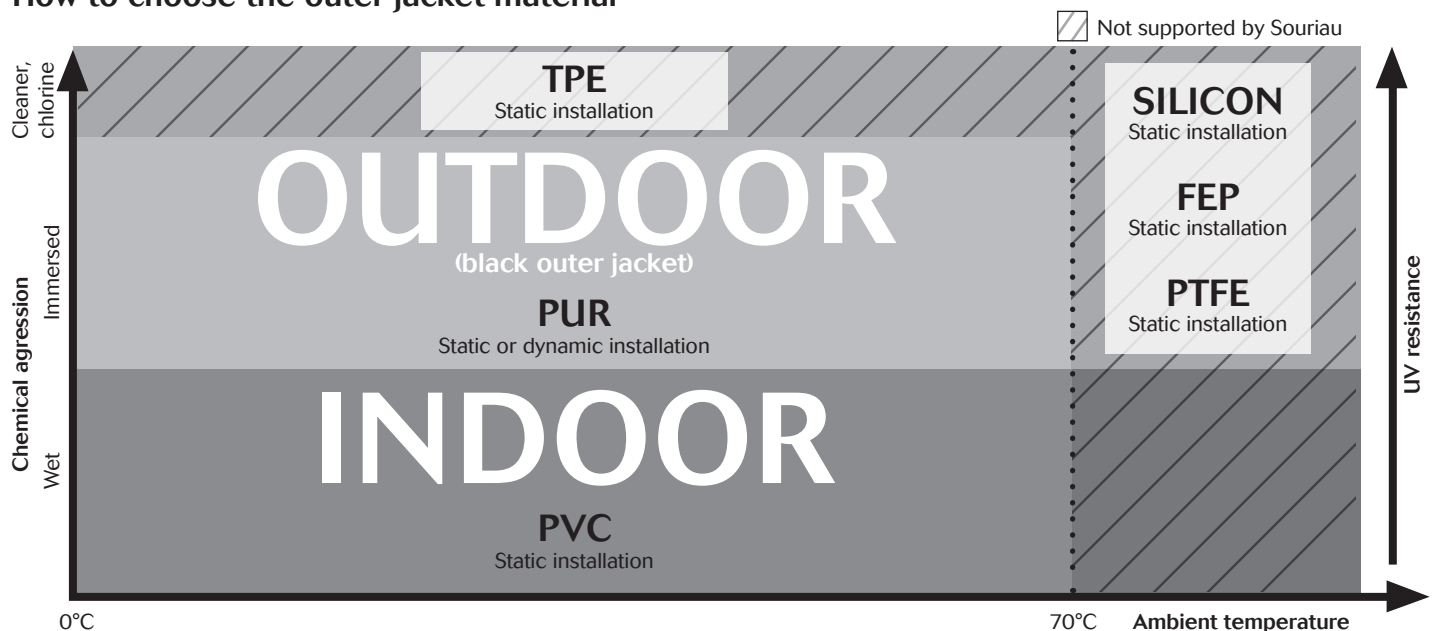 How to choose the outer jacket material
Not supported by Souriau
Cleaner,
chlorine
TPE
Static installation
SILICON
Static installation
OUTDOOR
(black outer jacket)
FEP
Static installation
Immersed
PUR
Static or dynamic installation
PTFE
Static installation
UV resistance
Chemical agression
INDOOR
Wet
PVC
Static installation
0°C
70°C
Ambient temperature